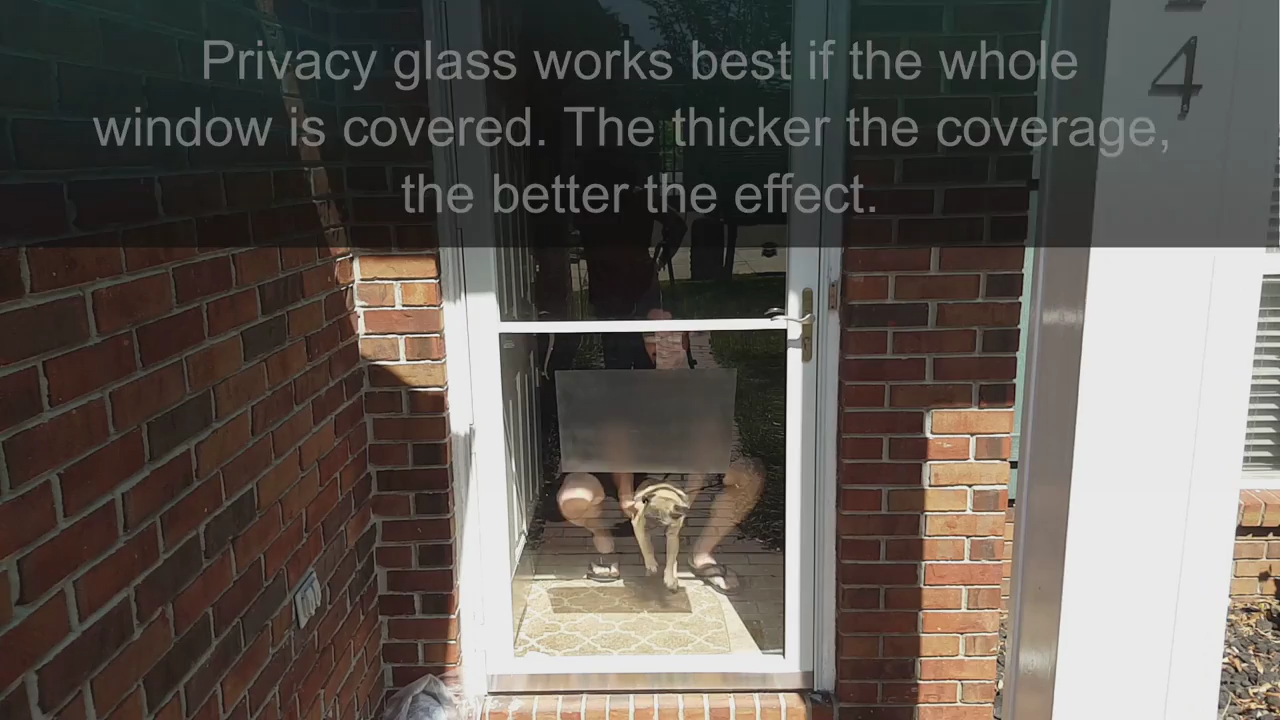 Privacy glass works best if the whole
window is covered. The thicker the coverage,
the better the effect.
4